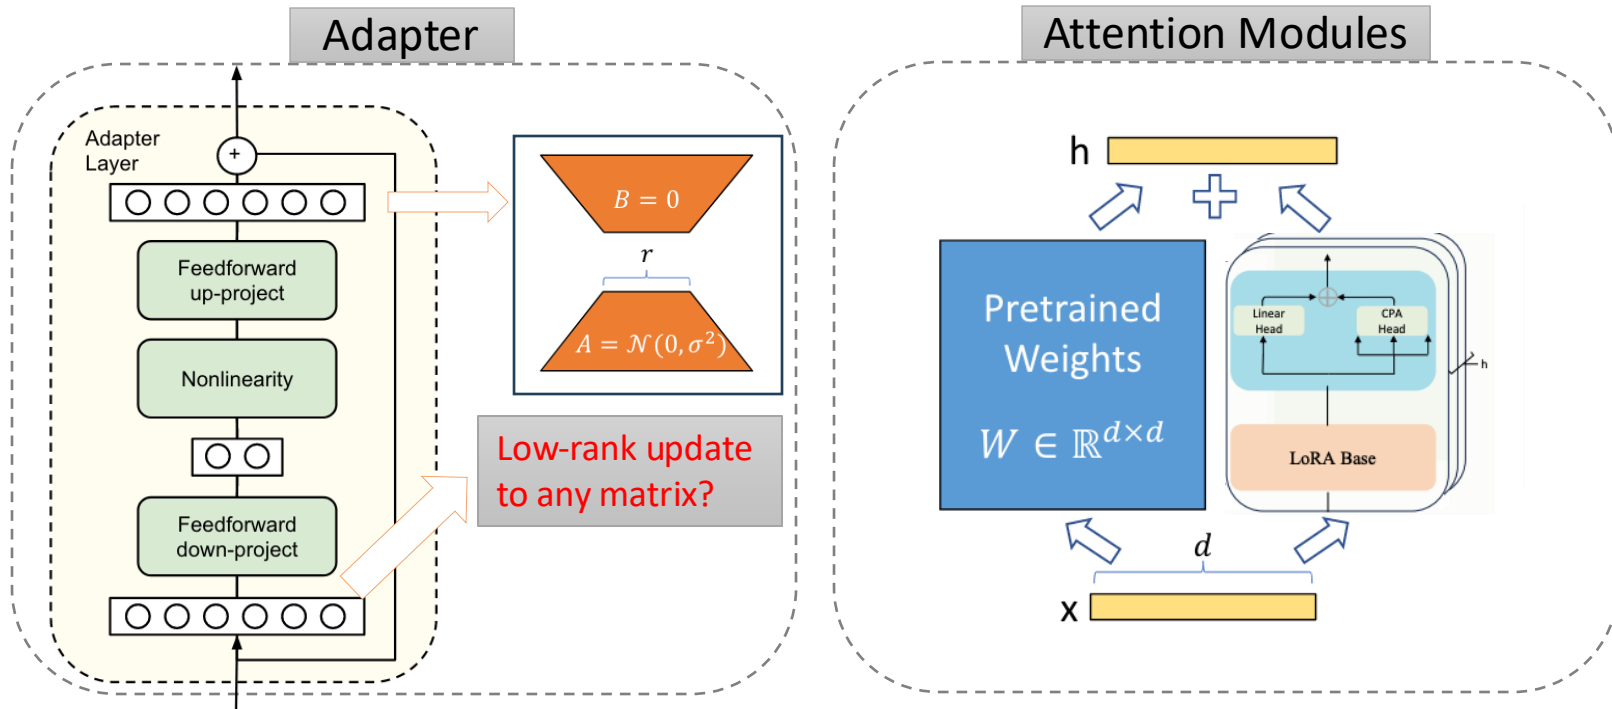 Adapter
Adapter
Layer
+
Feedforward
up-project
Nonlinearity
Feedforward
down-project
B = 0
r
A = 𝒩(0, σ²)
Low-rank update
to any matrix?
Attention Modules
h
Pretrained
Weights
W ∈ ℝ^{d×d}
Linear
Head
CPA
Head
h
LoRA Base
d
x